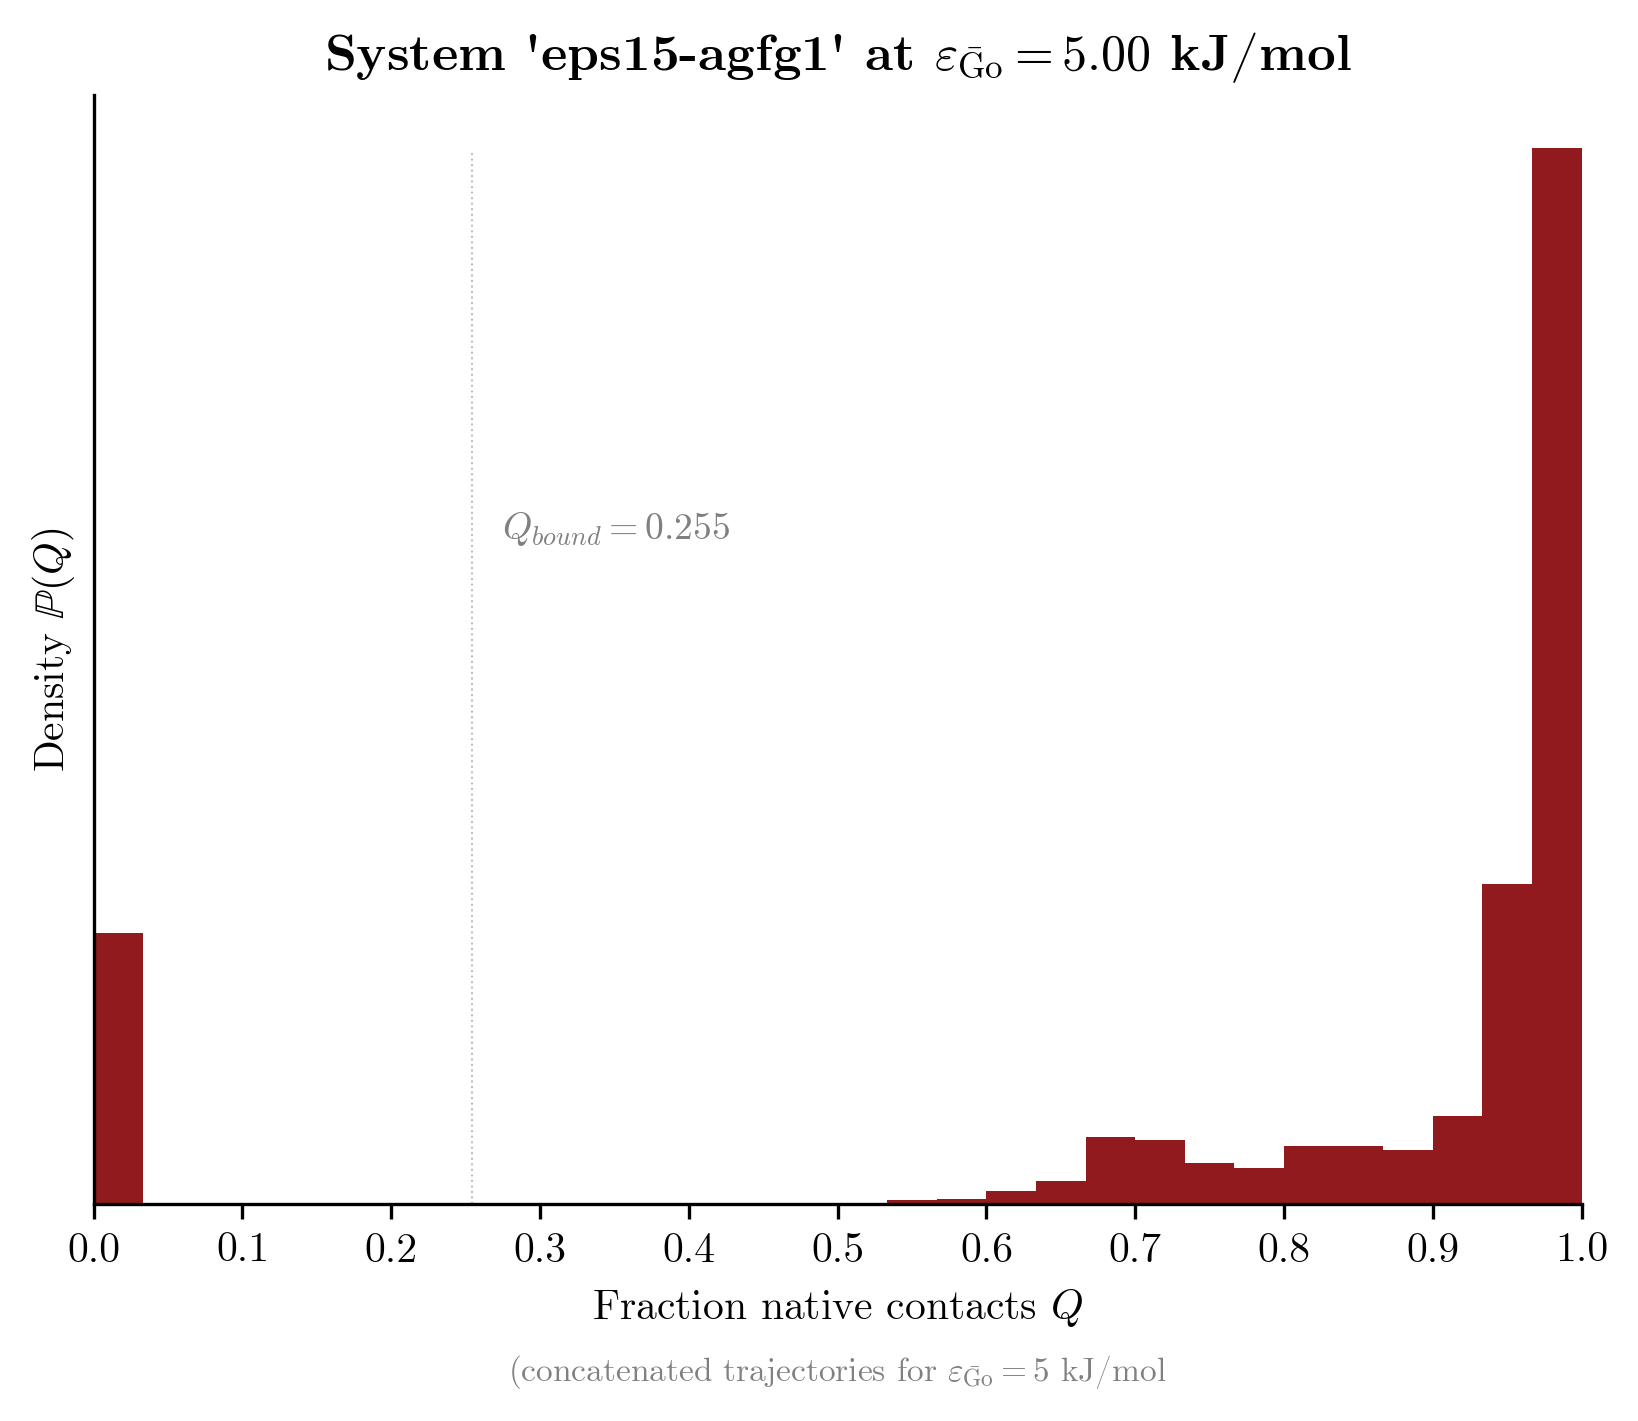 System 'eps15-agfg1' at ε_Ḡo = 5.00 kJ/mol
Density ℙ(Q)
Q_bound = 0.255
0.0 0.1 0.2 0.3 0.4 0.5 0.6 0.7 0.8 0.9 1.0
Fraction native contacts Q
(concatenated trajectories for ε_Ḡo = 5 kJ/mol